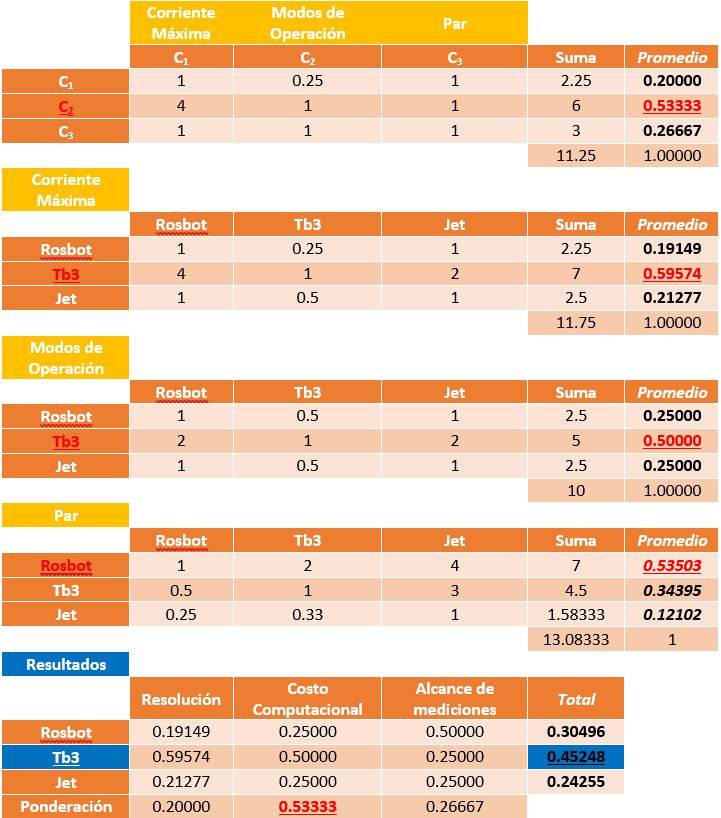 Corriente Máxima Modos de Operación Par
C₁ C₂ C₃ Suma Promedio
C₁ 1 0.25 1 2.25 0.20000
C₂ 4 1 1 6 0.53333
C₃ 1 1 1 3 0.26667
11.25 1.00000
Corriente
Máxima
Rosbot Tb3 Jet Suma Promedio
Rosbot 1 0.25 1 2.25 0.19149
Tb3 4 1 2 7 0.59574
Jet 1 0.5 1 2.5 0.21277
11.75 1.00000
Modos de
Operación
Rosbot Tb3 Jet Suma Promedio
Rosbot 1 0.5 1 2.5 0.25000
Tb3 2 1 2 5 0.50000
Jet 1 0.5 1 2.5 0.25000
10 1.00000
Par
Rosbot Tb3 Jet Suma Promedio
Rosbot 1 2 4 7 0.53503
Tb3 0.5 1 3 4.5 0.34395
Jet 0.25 0.33 1 1.58333 0.12102
13.08333 1
Resultados
Resolución Costo Computacional Alcance de mediciones Total
Rosbot 0.19149 0.25000 0.50000 0.30496
Tb3 0.59574 0.50000 0.25000 0.45248
Jet 0.21277 0.25000 0.25000 0.24255
Ponderación 0.20000 0.53333 0.26667